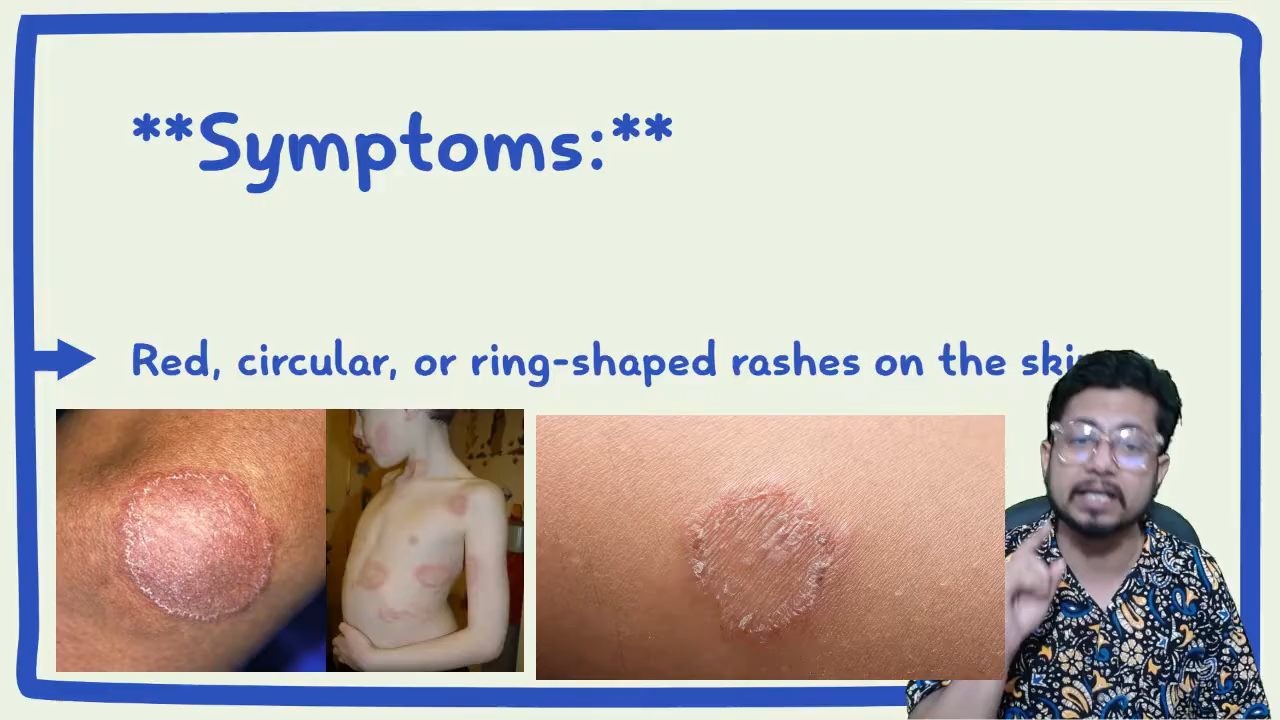 **Symptoms:**
Red, circular, or ring-shaped rashes on the